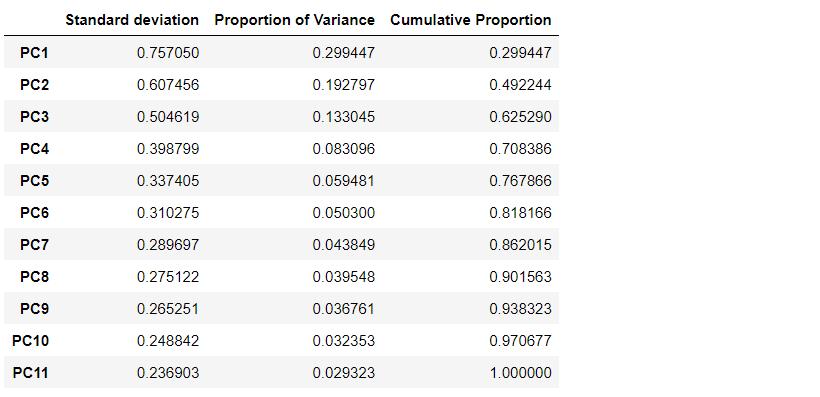 Standard deviation Proportion of Variance Cumulative Proportion
PC1 0.757050 0.299447 0.299447
PC2 0.607456 0.192797 0.492244
PC3 0.504619 0.133045 0.625290
PC4 0.398799 0.083096 0.708386
PC5 0.337405 0.059481 0.767866
PC6 0.310275 0.050300 0.818166
PC7 0.289697 0.043849 0.862015
PC8 0.275122 0.039548 0.901563
PC9 0.265251 0.036761 0.938323
PC10 0.248842 0.032353 0.970677
PC11 0.236903 0.029323 1.000000